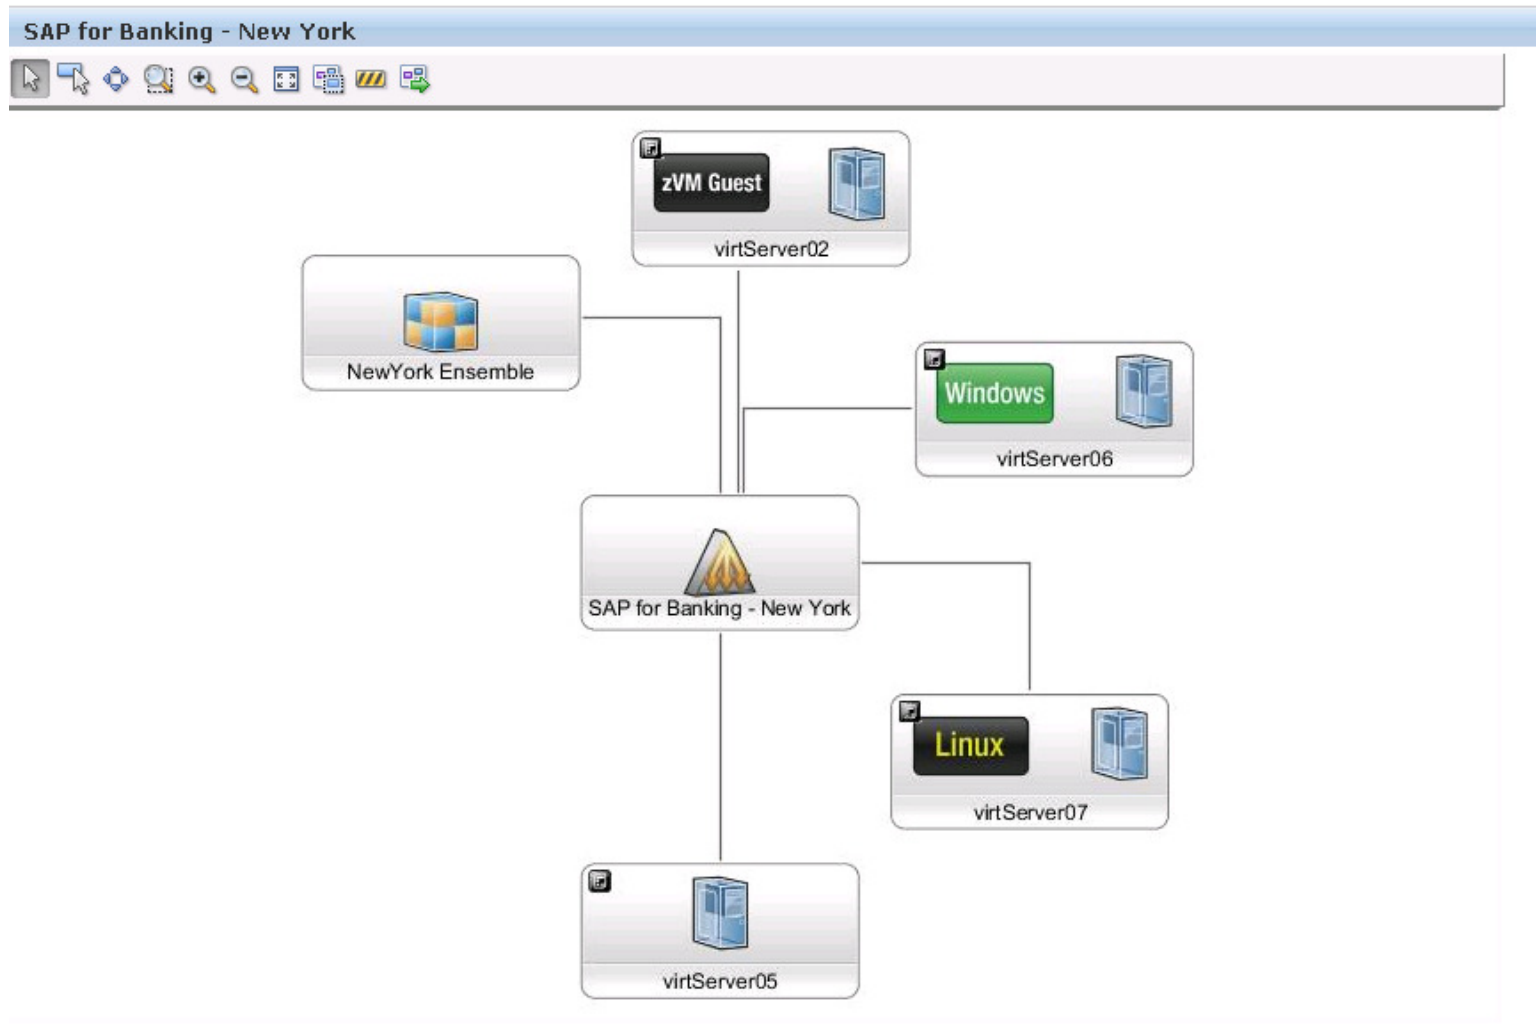 SAP for Banking - New York
zVM Guest
virtServer02
NewYork Ensemble
Windows
virtServer06
SAP for Banking - New York
Linux
virtServer07
virtServer05